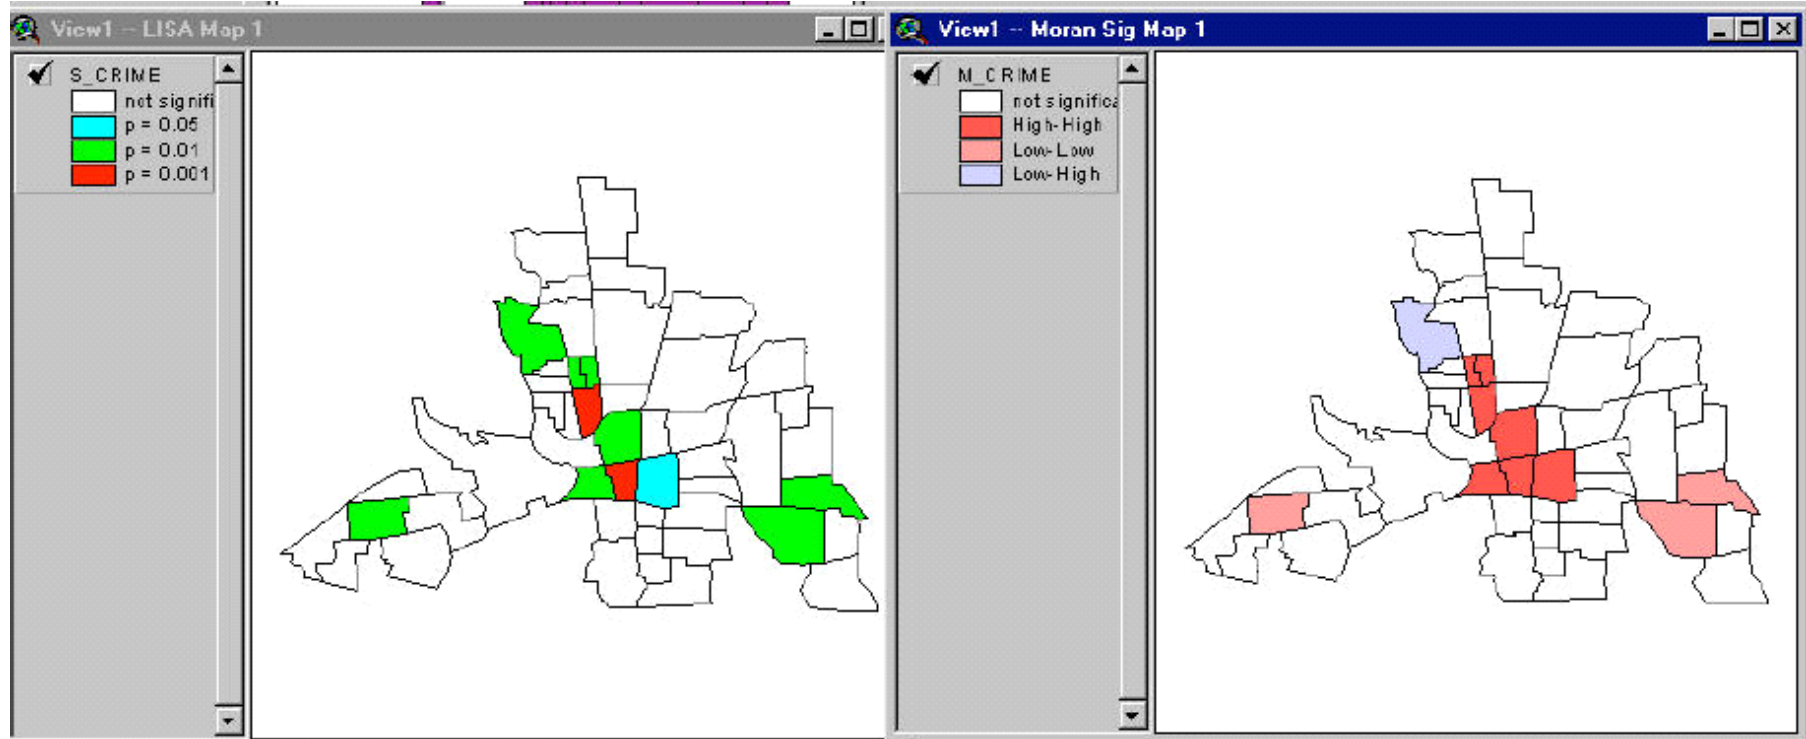 View1 -- LISA Map 1
S_CRIME
not signifi
p = 0.05
p = 0.01
p = 0.001
View1 -- Moran Sig Map 1
M_CRIME
not significa
High-High
Low-Low
Low-High